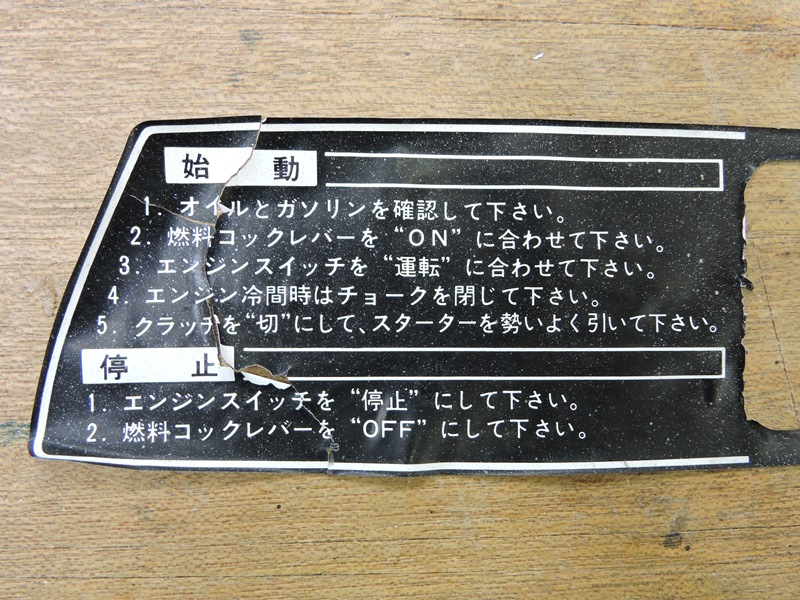 始動
1. オイルとガソリンを確認して下さい。
2. 燃料コックレバーを“ON”に合わせて下さい。
3. エンジンスイッチを“運転”に合わせて下さい。
4. エンジン冷間時はチョークを閉じて下さい。
5. クラッチを“切”にして、スターターを勢いよく引いて下さい。
停止
1. エンジンスイッチを“停止”にして下さい。
2. 燃料コックレバーを“OFF”にして下さい。